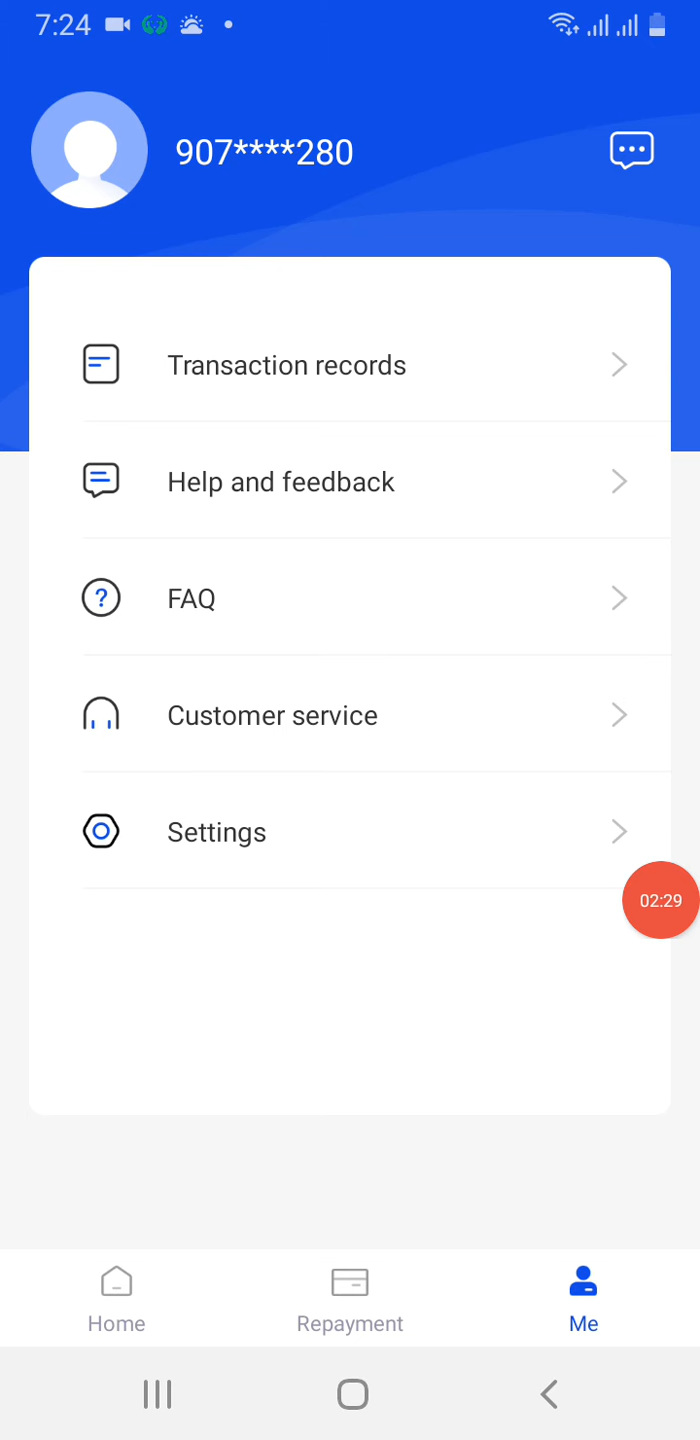 7:24
907****280
Transaction records
Help and feedback
FAQ
Customer service
Settings
02:29
Home
Repayment
Me